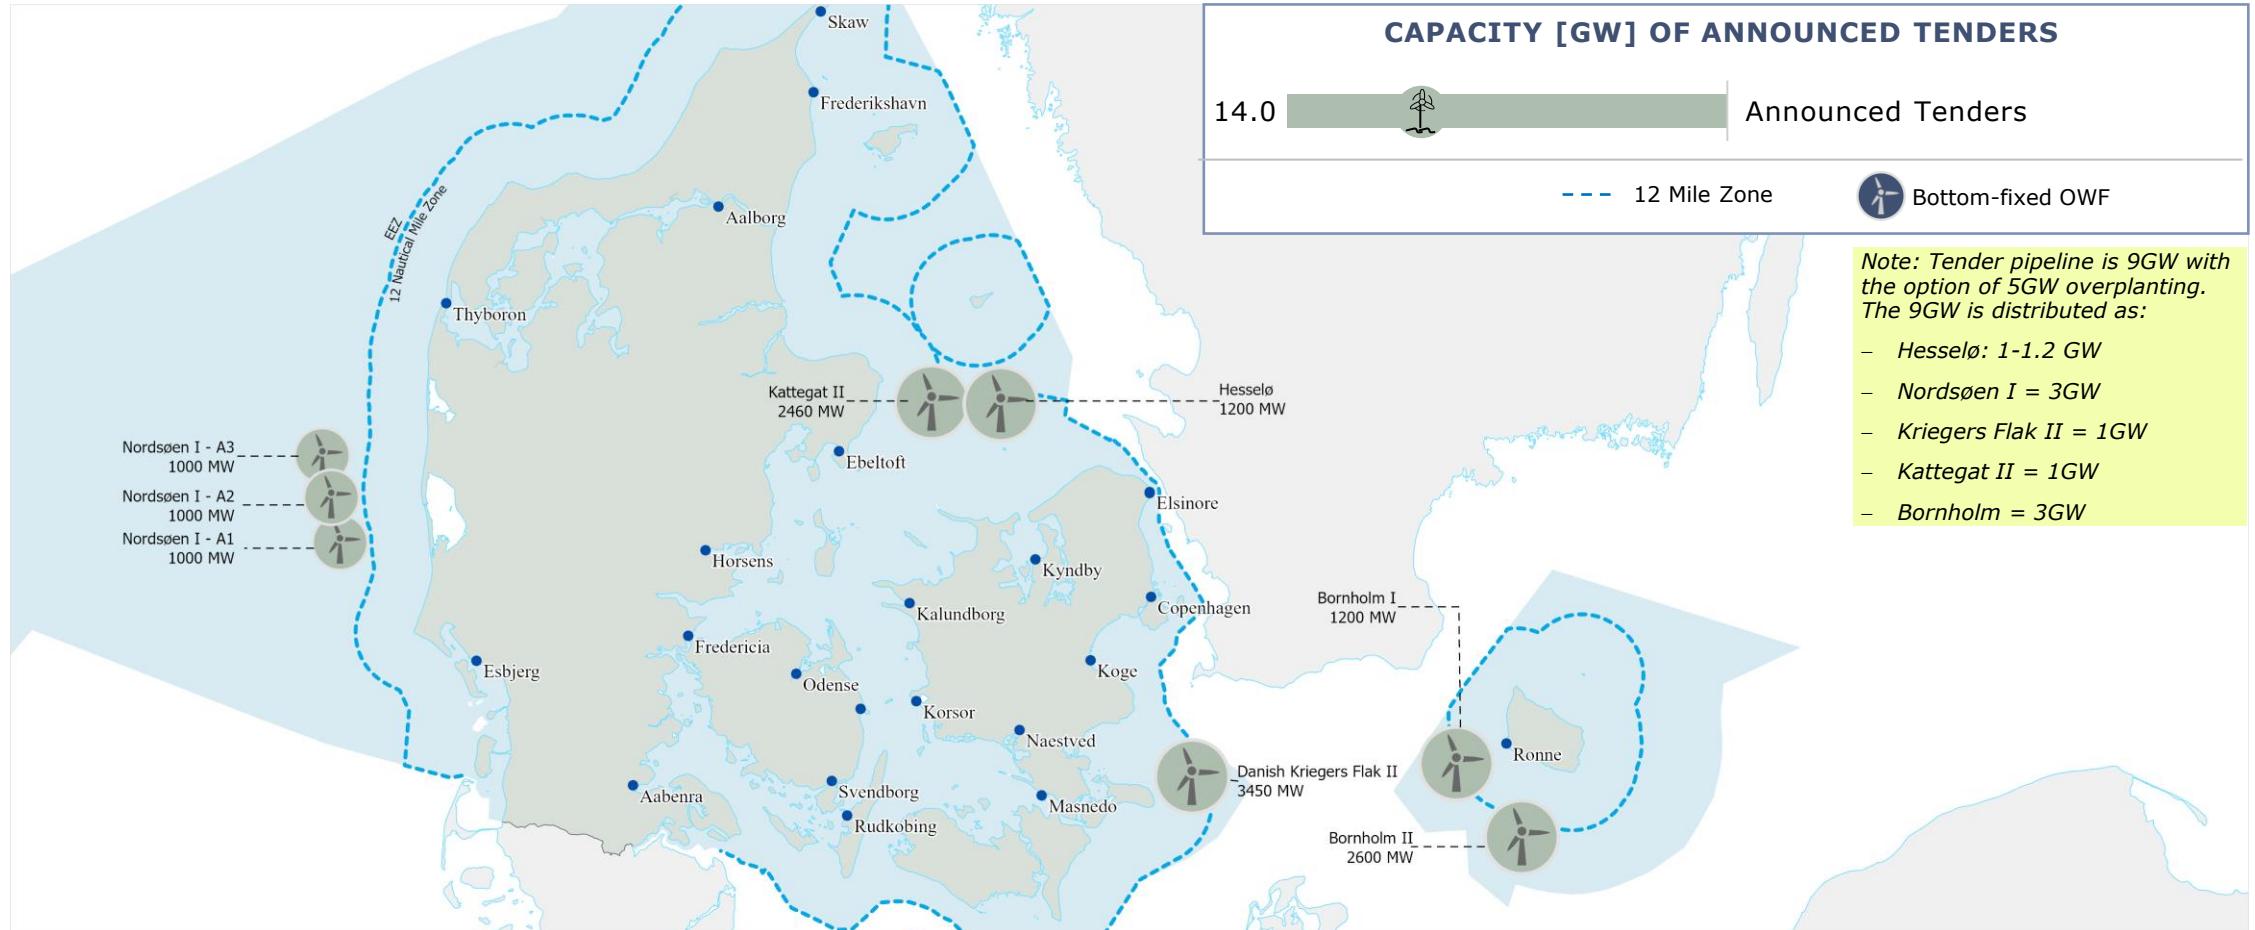 CAPACITY [GW] OF ANNOUNCED TENDERS
14.0
Announced Tenders
12 Mile Zone
Bottom-fixed OWF
Note: Tender pipeline is 9GW with
the option of 5GW overplanting.
The 9GW is distributed as:
– Hesselø: 1-1.2 GW
– Nordsøen I = 3GW
– Kriegers Flak II = 1GW
– Kattegat II = 1GW
– Bornholm = 3GW
Skaw
Frederikshavn
Aalborg
EEZ
12 Nautical Mile Zone
Thyboron
Kattegat II
2460 MW
Hesselø
1200 MW
Nordsøen I - A3
1000 MW
Nordsøen I - A2
1000 MW
Nordsøen I - A1
1000 MW
Ebeltoft
Elsinore
Horsens
Kyndby
Kalundborg
Copenhagen
Bornholm I
1200 MW
Fredericia
Esbjerg
Odense
Koge
Korsor
Naestved
Ronne
Danish Kriegers Flak II
3450 MW
Aabenra
Svendborg
Masnedo
Rudkobing
Bornholm II
2600 MW